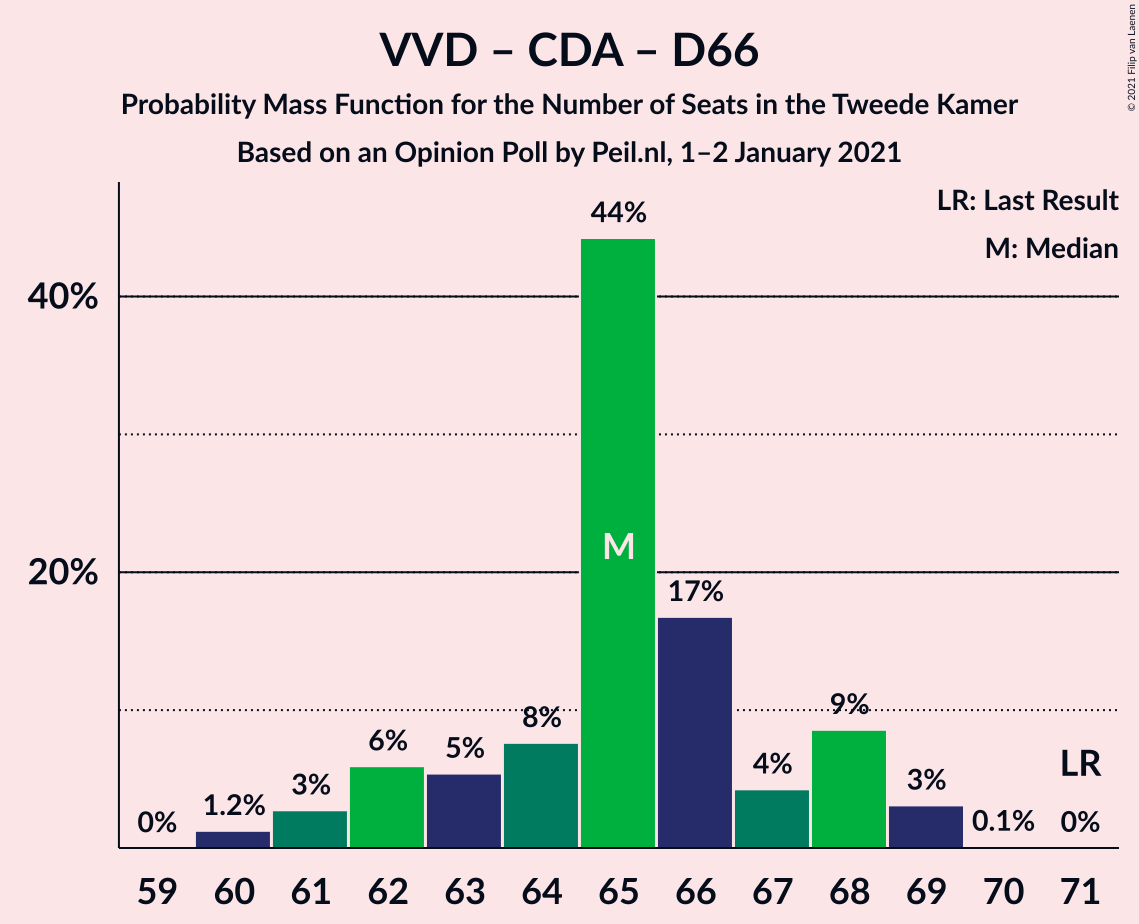 VVD – CDA – D66
Probability Mass Function for the Number of Seats in the Tweede Kamer
Based on an Opinion Poll by Peil.nl, 1–2 January 2021
© 2021 Filip van Laenen
LR: Last Result
M: Median
40%
20%
0%
1.2%
3%
6%
5%
8%
44%
M
17%
4%
9%
3%
0.1%
LR
0%
59 60 61 62 63 64 65 66 67 68 69 70 71